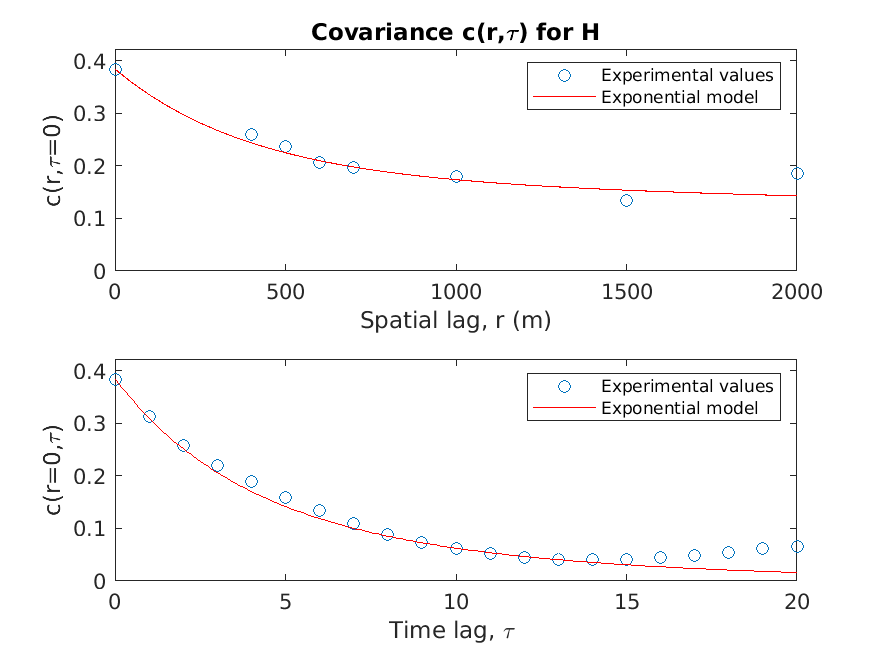 Covariance c(r,τ) for H
0.4
0.3
0.2
0.1
0
c(r,τ=0)
Experimental values
Exponential model
0 500 1000 1500 2000
Spatial lag, r (m)
0.4
0.3
0.2
0.1
0
c(r=0,τ)
Experimental values
Exponential model
0 5 10 15 20
Time lag, τ